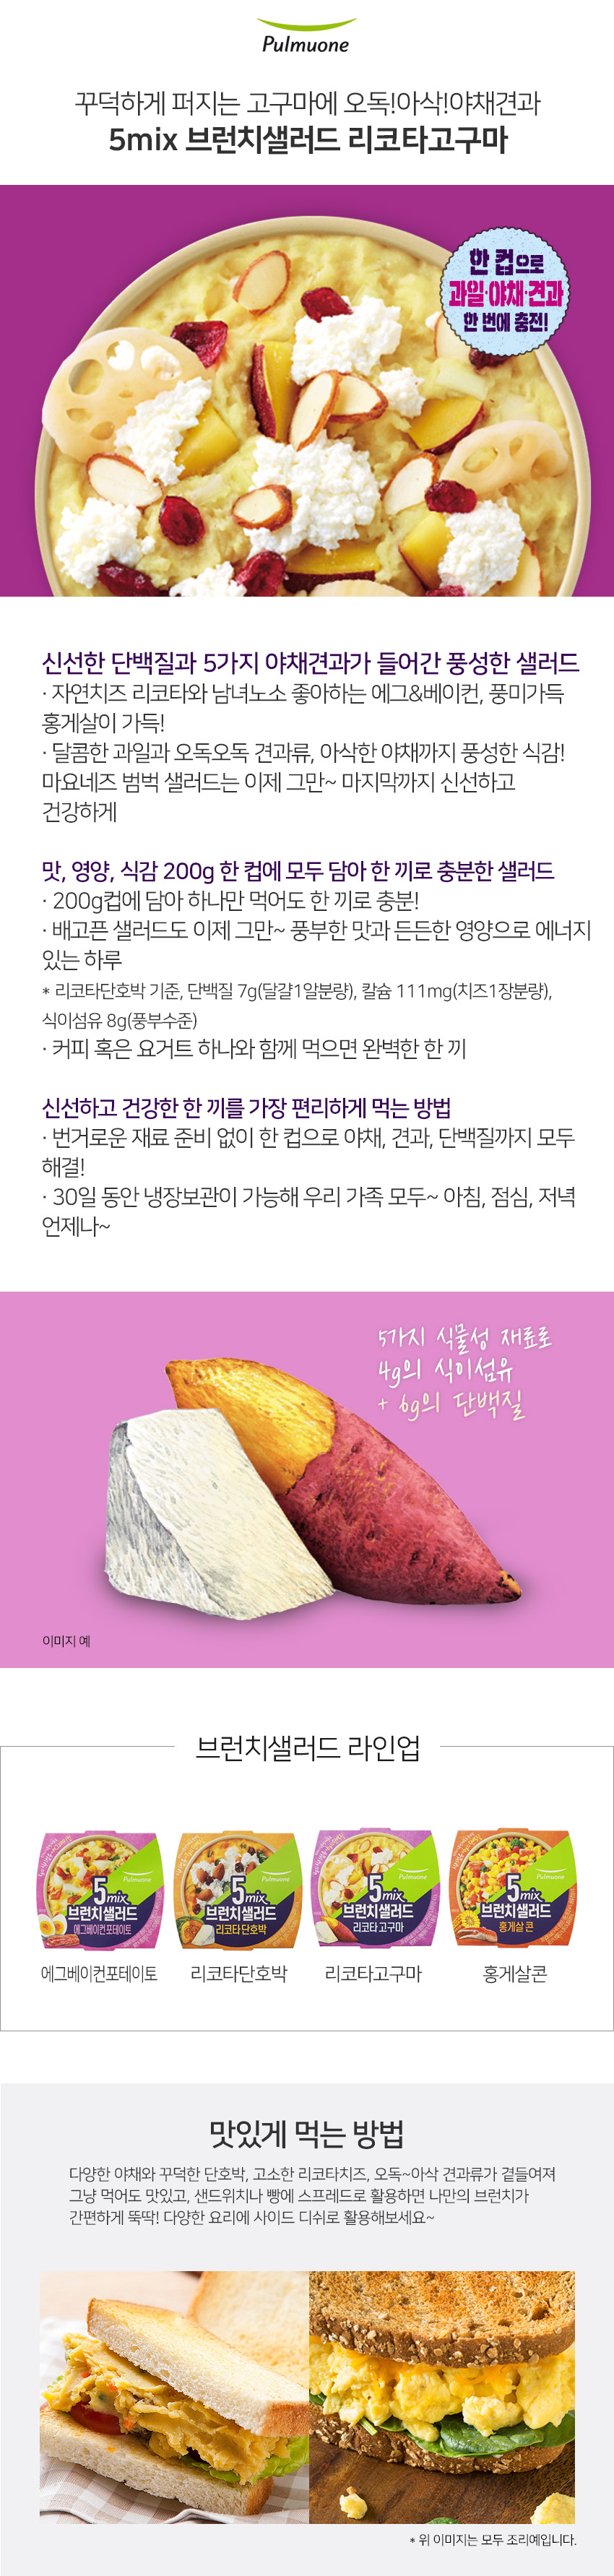 Pulmuone
꾸덕하게 퍼지는 고구마에 오독!아삭!야채견과
5mix 브런치샐러드 리코타고구마
한 컵으로
과일·야채·견과
한 번에 충전!
신선한 단백질과 5가지 야채견과가 들어간 풍성한 샐러드
· 자연치즈 리코타와 남녀노소 좋아하는 에그&베이컨, 풍미가득
홍게살이 가득!
· 달콤한 과일과 오독오독 견과류, 아삭한 야채까지 풍성한 식감!
마요네즈 범벅 샐러드는 이제 그만~ 마지막까지 신선하고
건강하게
맛, 영양, 식감 200g 한 컵에 모두 담아 한 끼로 충분한 샐러드
· 200g컵에 담아 하나만 먹어도 한 끼로 충분!
· 배고픈 샐러드도 이제 그만~ 풍부한 맛과 든든한 영양으로 에너지
있는 하루
* 리코타단호박 기준, 단백질 7g(달걀1알분량), 칼슘 111mg(치즈1장분량),
식이섬유 8g(풍부수준)
· 커피 혹은 요거트 하나와 함께 먹으면 완벽한 한 끼
신선하고 건강한 한 끼를 가장 편리하게 먹는 방법
· 번거로운 재료 준비 없이 한 컵으로 야채, 견과, 단백질까지 모두
해결!
· 30일 동안 냉장보관이 가능해 우리 가족 모두~ 아침, 점심, 저녁
언제나~
5가지 식물성 재료로
4g의 식이섬유
+ 6g의 단백질
이미지 예
브런치샐러드 라인업
Pulmuone
5mix
브런치샐러드
에그베이컨포테이토
Pulmuone
5mix
브런치샐러드
리코타단호박
Pulmuone
5mix
브런치샐러드
리코타고구마
Pulmuone
5mix
브런치샐러드
홍게살콘
에그베이컨포테이토
리코타단호박
리코타고구마
홍게살콘
맛있게 먹는 방법
다양한 야채와 꾸덕한 단호박, 고소한 리코타치즈, 오독~아삭 견과류가 곁들여져
그냥 먹어도 맛있고, 샌드위치나 빵에 스프레드로 활용하면 나만의 브런치가
간편하게 뚝딱! 다양한 요리에 사이드 디쉬로 활용해보세요~
* 위 이미지는 모두 조리예입니다.